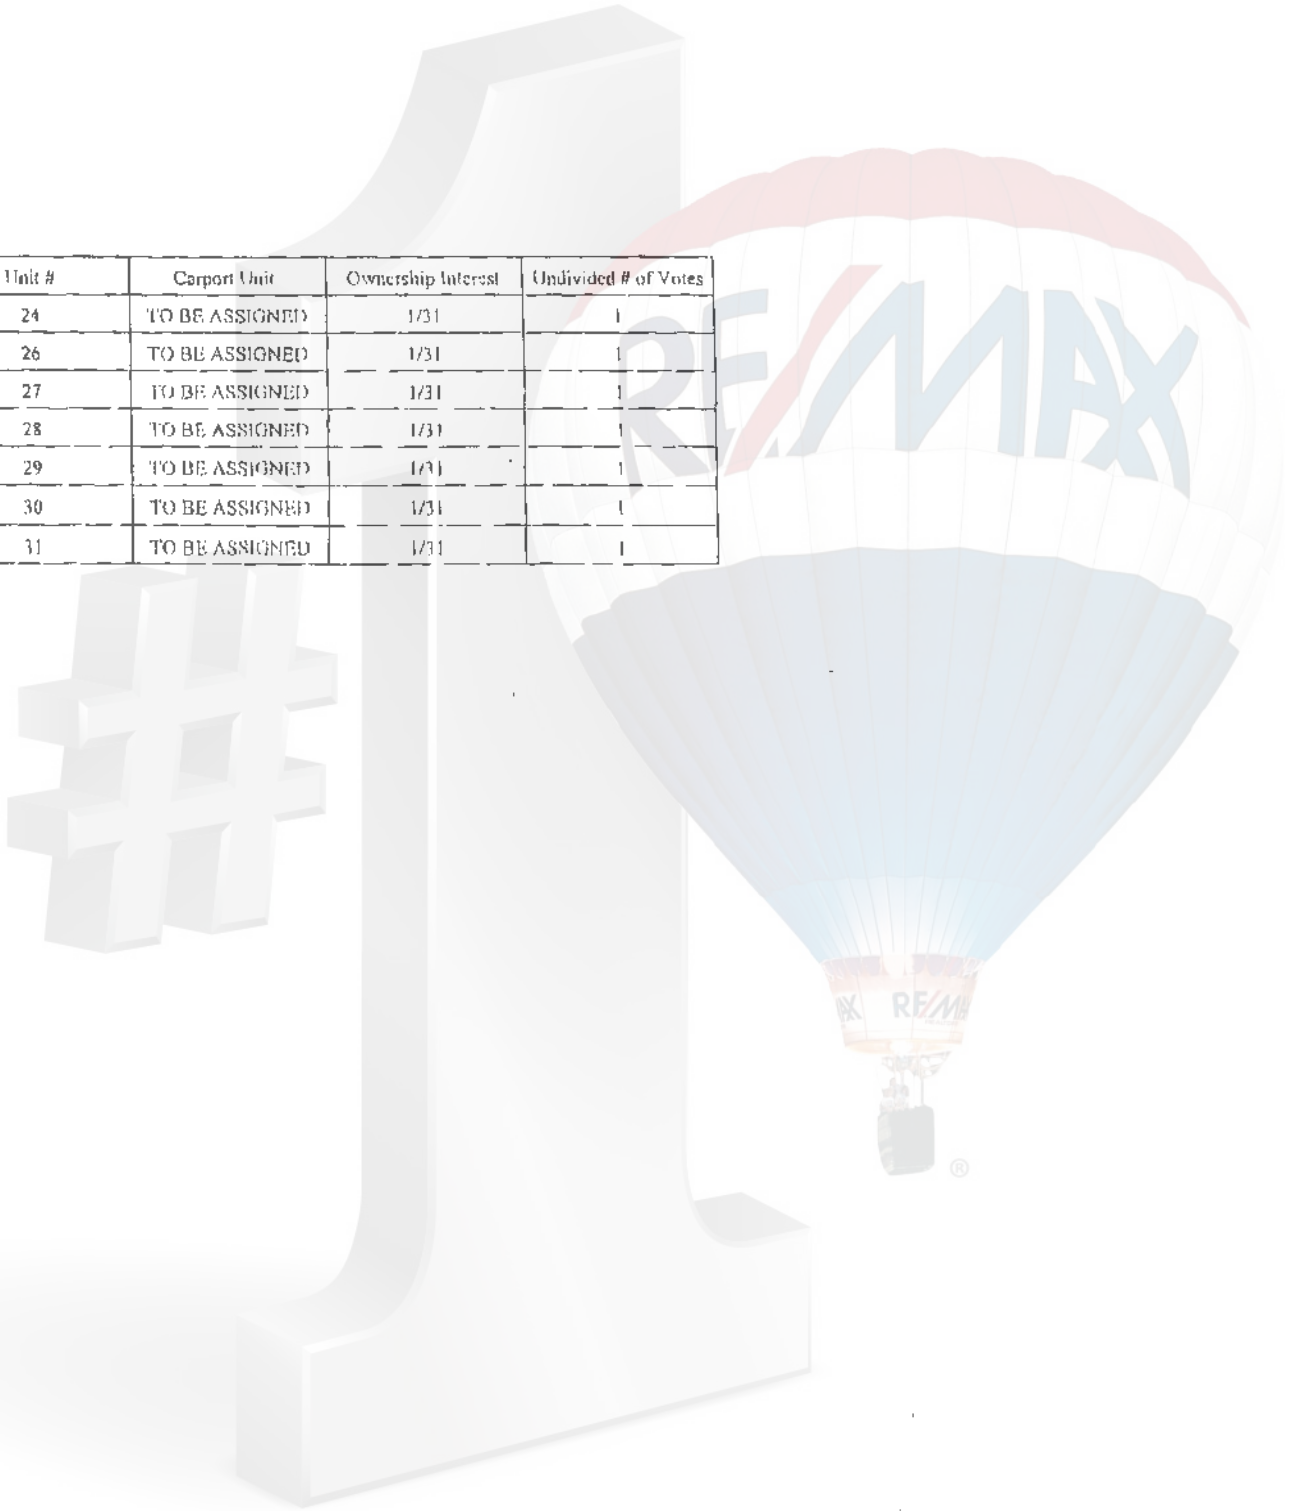 Unit # Carport Unit Ownership Interest Undivided # of Votes
24 TO BE ASSIGNED 1/31 1
26 TO BE ASSIGNED 1/31 1
27 TO BE ASSIGNED 1/31 1
28 TO BE ASSIGNED 1/31 1
29 TO BE ASSIGNED 1/31 1
30 TO BE ASSIGNED 1/31 1
31 TO BE ASSIGNED 1/31 1
RE/MAX
#1
AX RE/MA
®